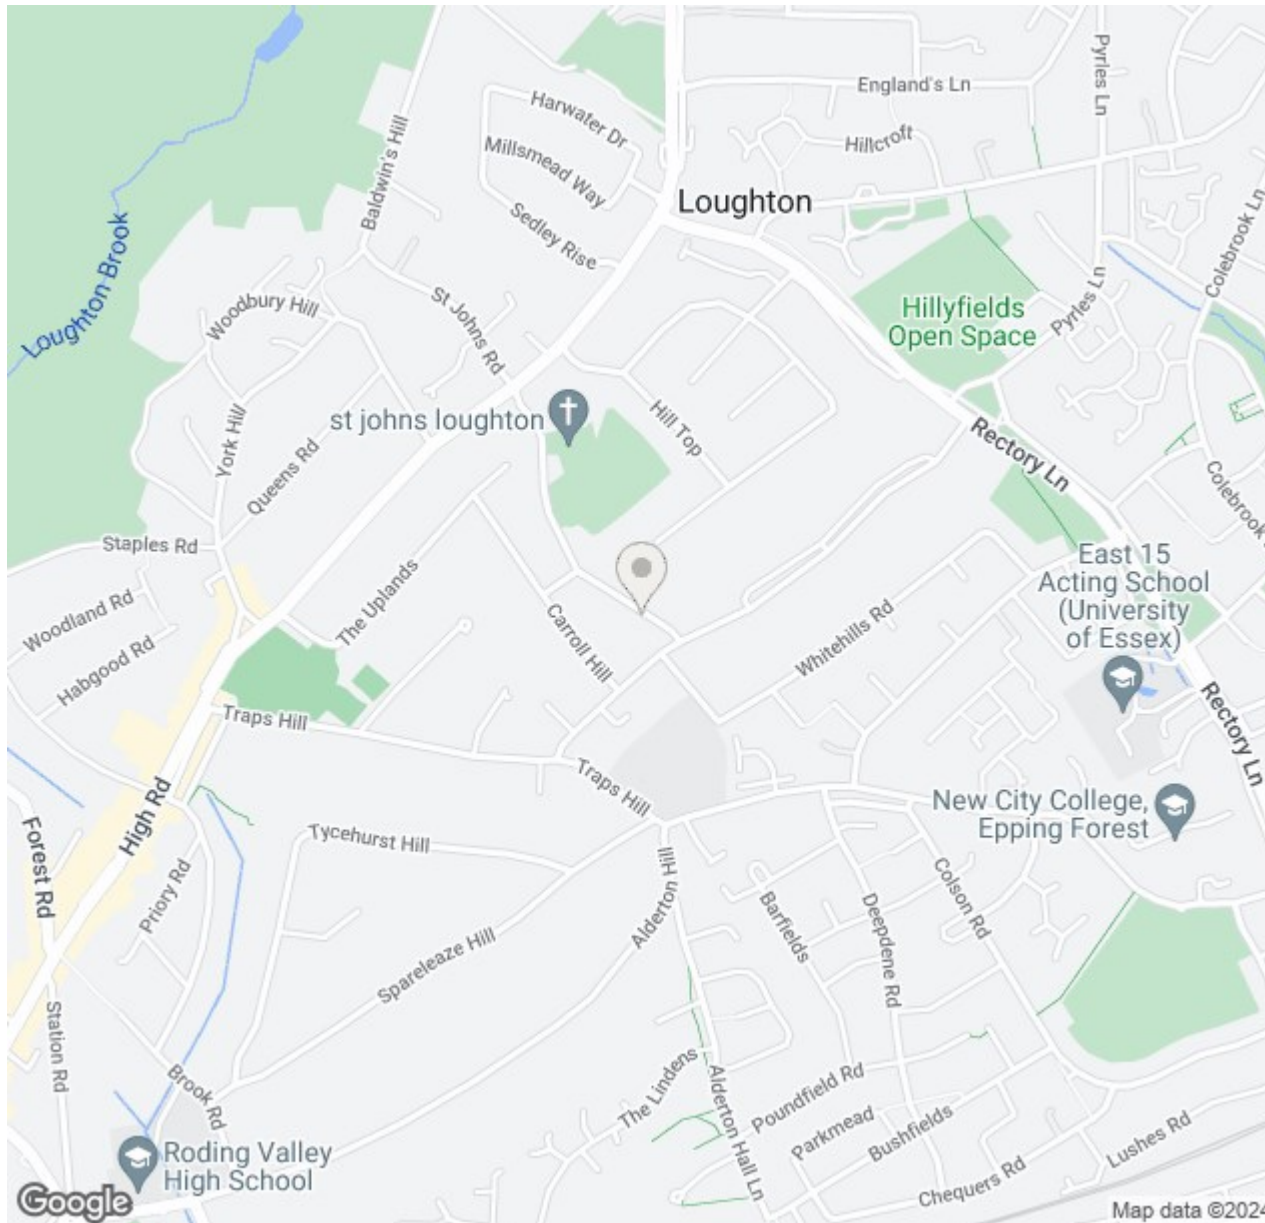 Pyrles Ln
England's Ln
Harwater Dr
Hillcroft
Baldwin's Hill
Millsmead Way
Loughton
Sedley Rise
Colebrook Ln
Loughton Brook
Woodbury Hill
St Johns Rd
Pyrles Ln
Hillyfields
Open Space
st johns loughton
Hill Top
York Hill
Queens Rd
Rectory Ln
Colebrook
Staples Rd
East 15
Acting School
(University
of Essex)
The Uplands
Woodland Rd
Carroll Hill
Whitehills Rd
Habgood Rd
Traps Hill
Rectory Ln
Traps Hill
High Rd
New City College,
Epping Forest
Tycehurst Hill
Forest Rd
Alderton Hill
Priory Rd
Barfields
Deepdene Rd
Colson Rd
Spareleaze Hill
Station Rd
Brook Rd
The Lindens
Alderton Hall Ln
Poundfield Rd
Parkmead
Bushfields
Lushes Rd
Roding Valley
High School
Chequers Rd
Google
Map data ©2024